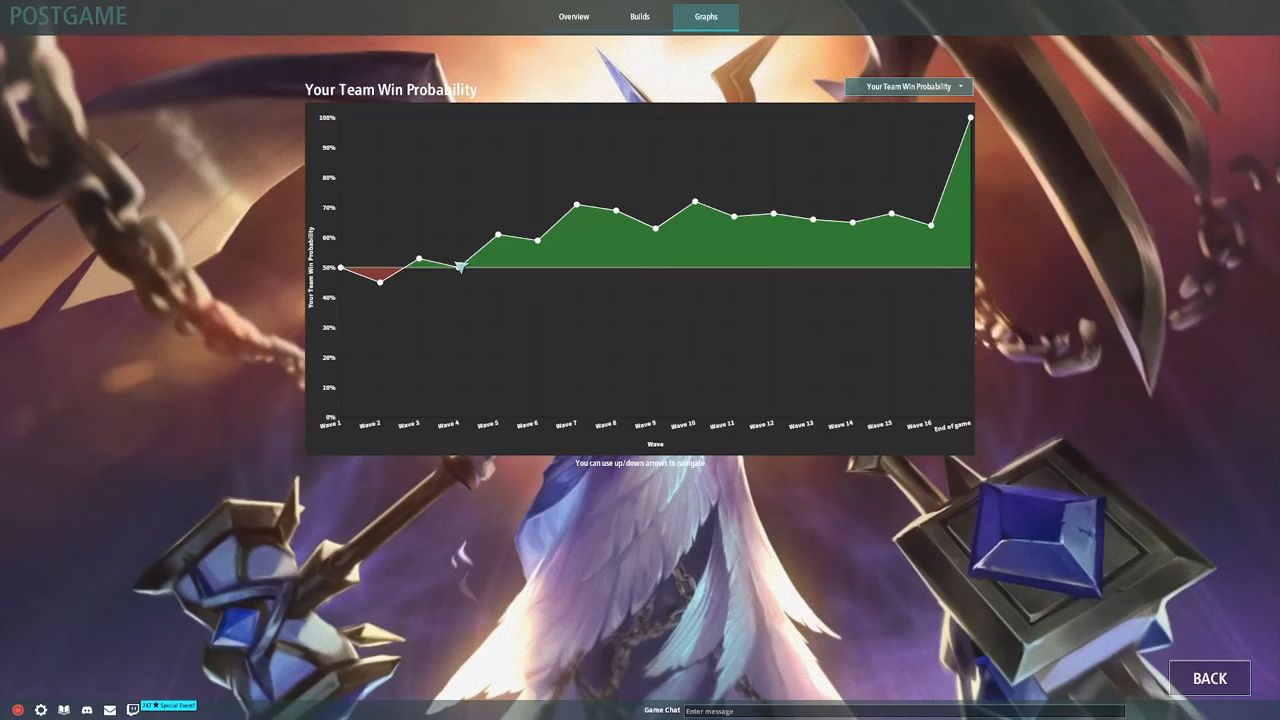 POSTGAME
Overview
Builds
Graphs
Your Team Win Probability
Your Team Win Probability
100%
90%
80%
70%
60%
50%
40%
30%
20%
10%
0%
Your Team Win Probability
Wave 1
Wave 2
Wave 3
Wave 4
Wave 5
Wave 6
Wave 7
Wave 8
Wave 9
Wave 10
Wave 11
Wave 12
Wave 13
Wave 14
Wave 15
Wave 16
End of game
Wave
You can use up/down arrows to navigate
BACK
247 ★ Special Event!
Game Chat
Enter message